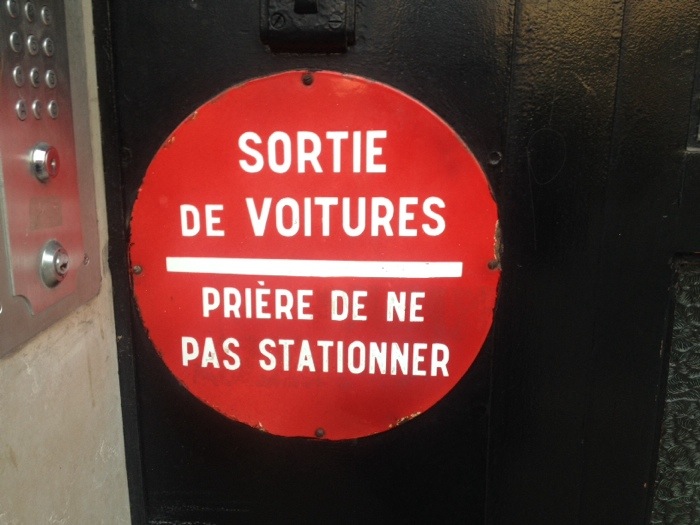 SORTIE
DE VOITURES
PRIÈRE DE NE
PAS STATIONNER